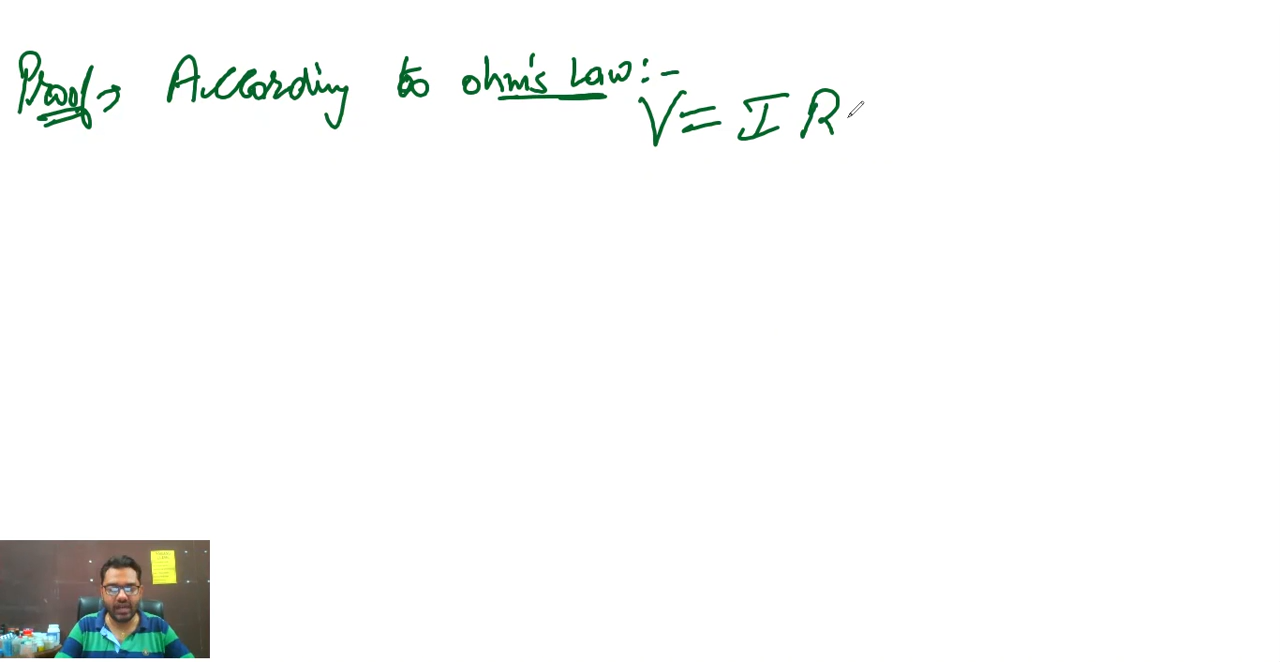 Proof → According to ohm's Law :-
V = I R